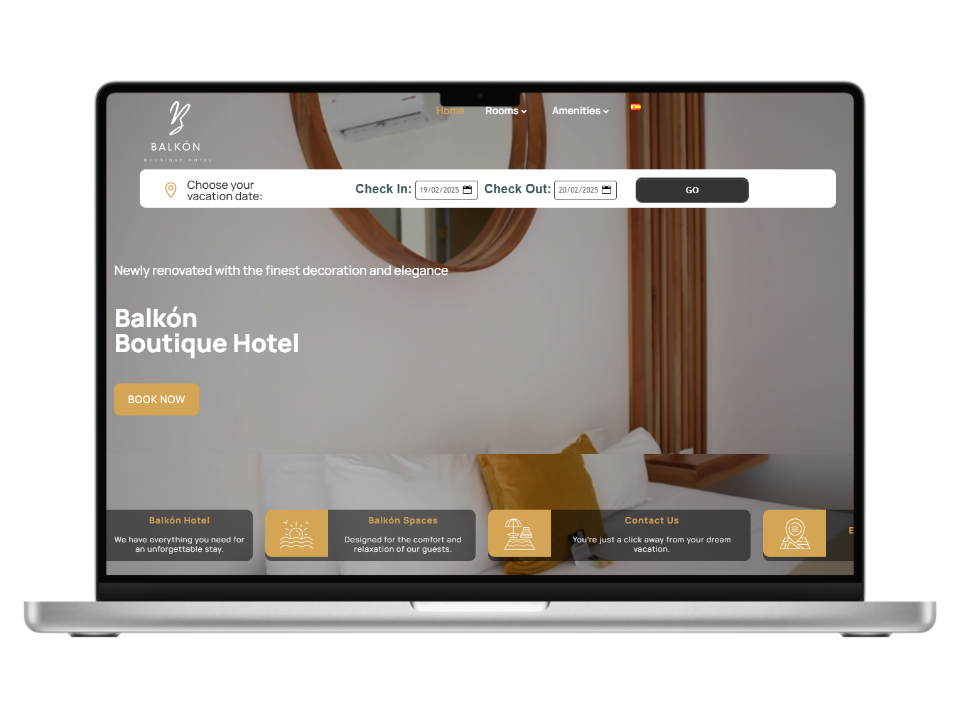 Home
Rooms
Amenities
BALKÓN
BOUTIQUE HOTEL
Choose your
vacation date:
Check In: 19/02/2025 Check Out: 20/02/2025 GO
Newly renovated with the finest decoration and elegance
Balkón
Boutique Hotel
BOOK NOW
Balkón Hotel
We have everything you need for
an unforgettable stay.
Balkón Spaces
Designed for the comfort and
relaxation of our guests.
Contact Us
You're just a click away from your dream
vacation.
E